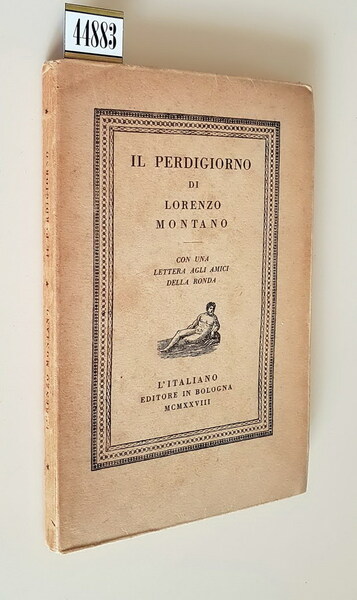 44883
IL PERDIGIORNO
DI
LORENZO
MONTANO
CON UNA
LETTERA AGLI AMICI
DELLA RONDA
L'ITALIANO
EDITORE IN BOLOGNA
MCMXXVIII